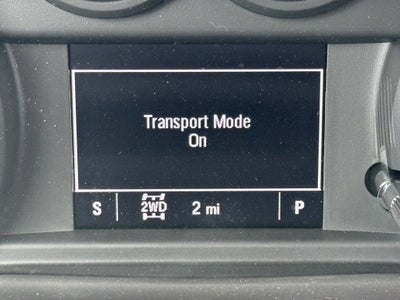 Transport Mode
On
S 2WD 2 mi P